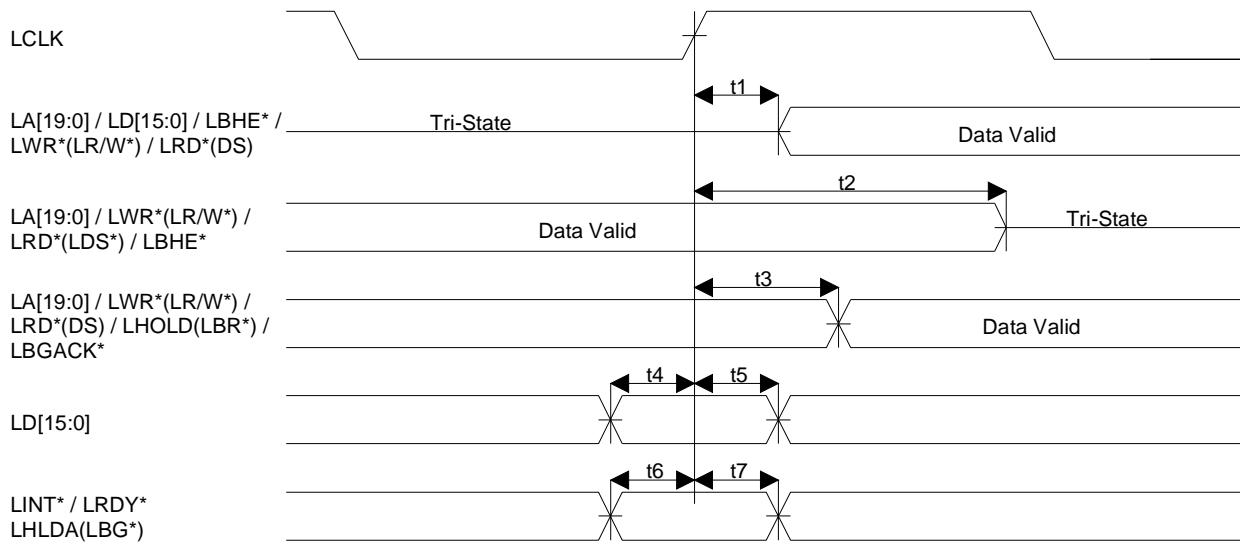 LCLK
t1
LA[19:0] / LD[15:0] / LBHE* /
LWR*(LR/W*) / LRD*(DS)
Tri-State
Data Valid
t2
LA[19:0] / LWR*(LR/W*) /
LRD*(LDS*) / LBHE*
Data Valid
Tri-State
t3
LA[19:0] / LWR*(LR/W*) /
LRD*(DS) / LHOLD(LBR*) /
LBGACK*
Data Valid
t4
t5
LD[15:0]
t6
t7
LINT* / LRDY*
LHLDA(LBG*)